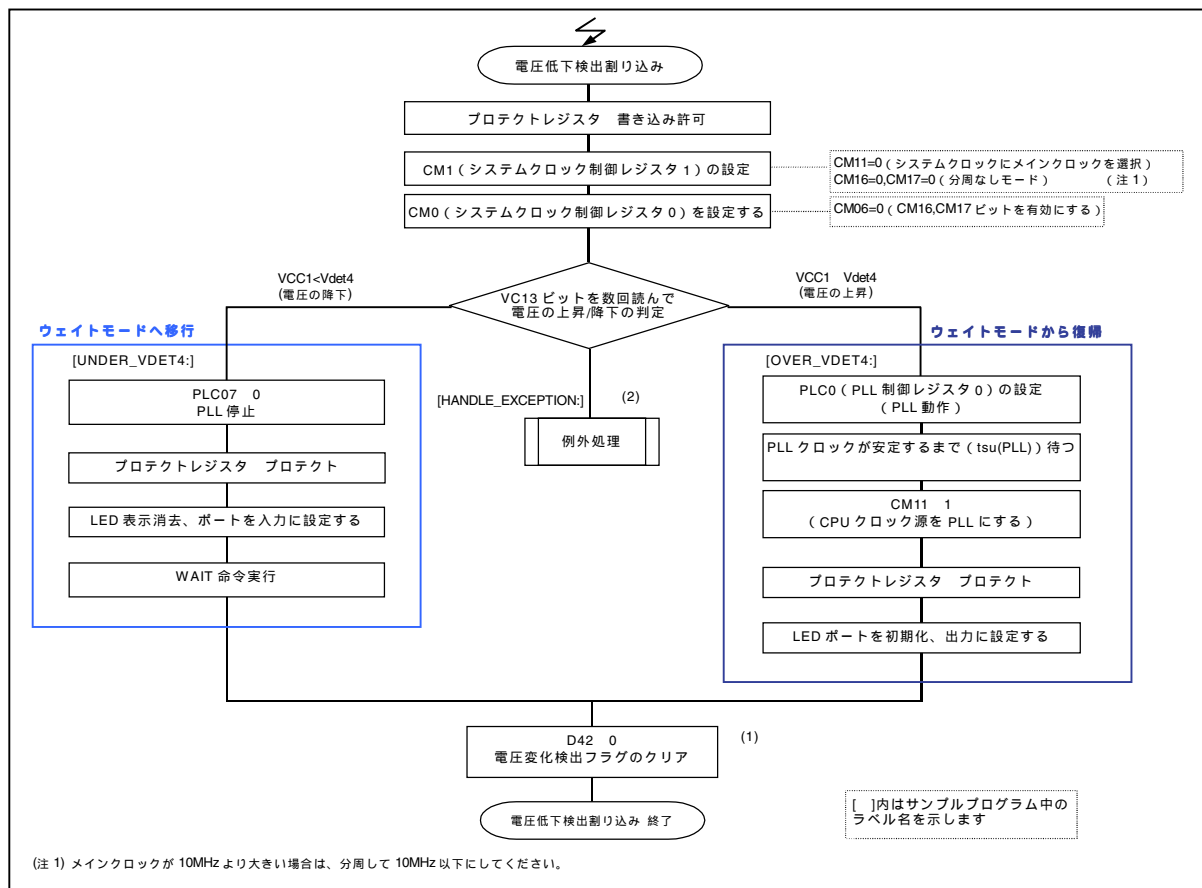 電圧低下検出割り込み
プロテクトレジスタ 書き込み許可
CM1(システムクロック制御レジスタ1)の設定
CM11=0(システムクロックにメインクロックを選択)
CM16=0,CM17=0(分周なしモード) (注1)
CM0(システムクロック制御レジスタ0)を設定する
CM06=0(CM16,CM17ビットを有効にする)
VCC1<Vdet4
(電圧の降下)
VC13ビットを数回読んで
電圧の上昇/降下の判定
VCC1 Vdet4
(電圧の上昇)
ウェイトモードへ移行
[UNDER_VDET4:]
PLC07 0
PLL停止
プロテクトレジスタ プロテクト
LED表示消去、ポートを入力に設定する
WAIT命令実行
[HANDLE_EXCEPTION:]
(2)
例外処理
ウェイトモードから復帰
[OVER_VDET4:]
PLC0(PLL制御レジスタ0)の設定
(PLL動作)
PLLクロックが安定するまで(tsu(PLL))待つ
CM11 1
(CPUクロック源をPLLにする)
プロテクトレジスタ プロテクト
LEDポートを初期化、出力に設定する
D42 0
電圧変化検出フラグのクリア
(1)
電圧低下検出割り込み 終了
[ ]内はサンプルプログラム中の
ラベル名を示します
(注1) メインクロックが10MHzより大きい場合は、分周して10MHz以下にしてください。